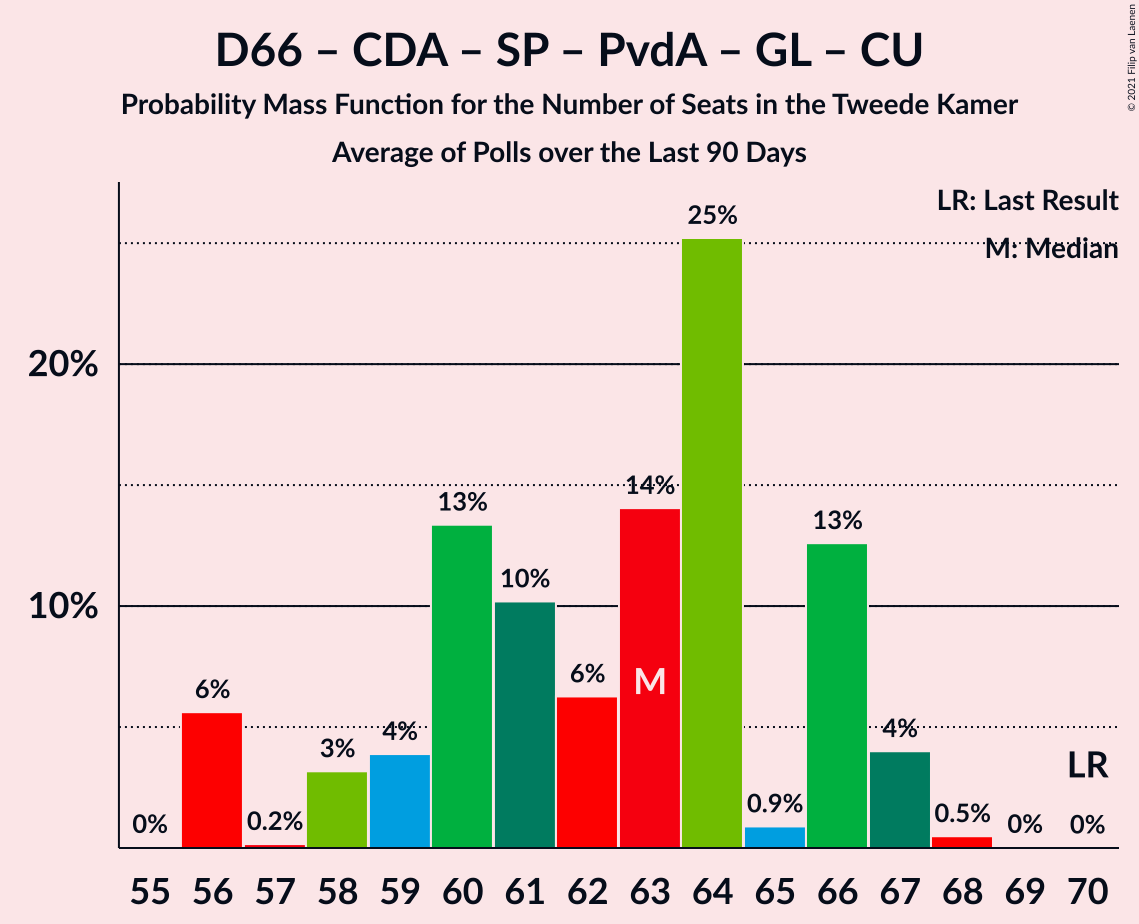 D66 – CDA – SP – PvdA – GL – CU
Probability Mass Function for the Number of Seats in the Tweede Kamer
Average of Polls over the Last 90 Days
© 2021 Filip van Laenen
LR: Last Result
M: Median
20%
10%
0%
6%
0.2%
3%
4%
13%
10%
6%
14%
25%
0.9%
13%
4%
0.5%
0%
0%
M
LR
55 56 57 58 59 60 61 62 63 64 65 66 67 68 69 70